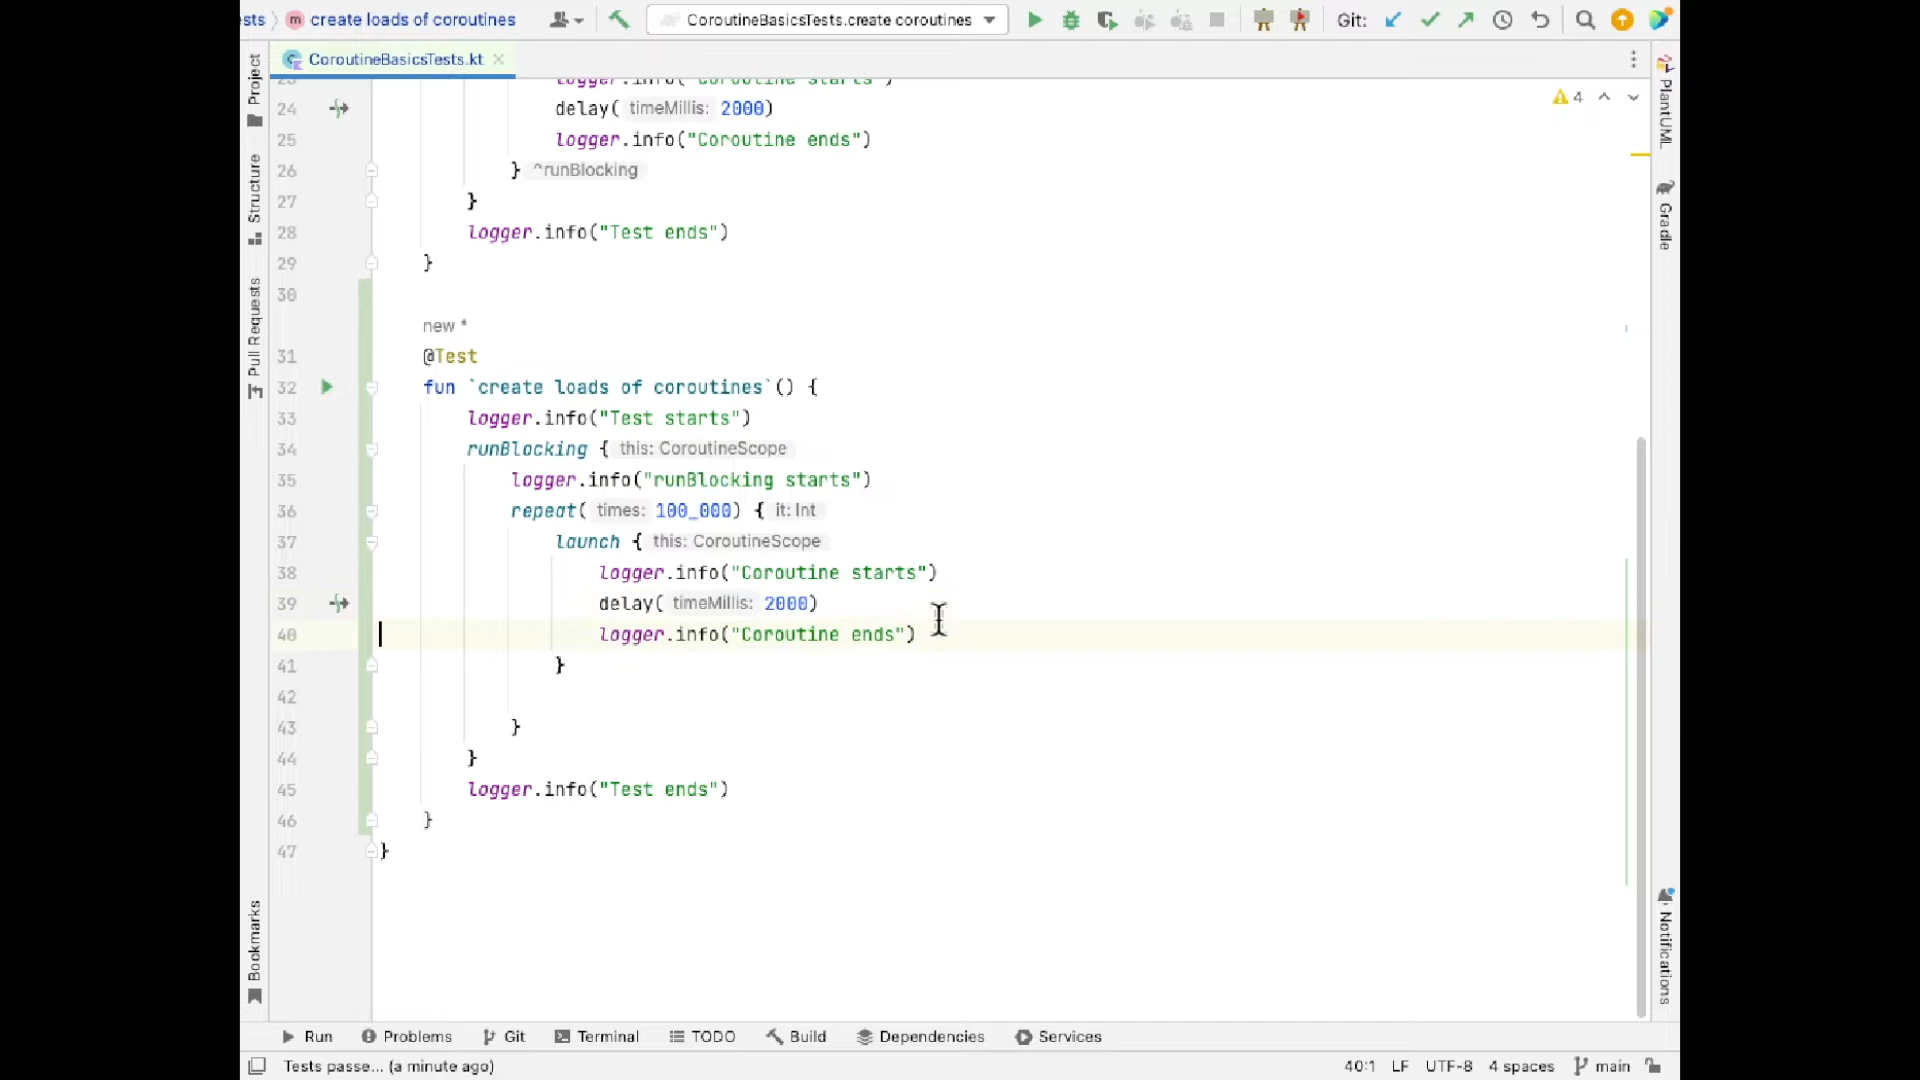 ests > m create loads of coroutines CoroutineBasicsTests.create coroutines Git:
CoroutineBasicsTests.kt
Project
Structure
Pull Requests
Bookmarks
23 logger.info("Coroutine starts")
24 delay( timeMillis: 2000)
25 logger.info("Coroutine ends")
26 } ^runBlocking
27 }
28 logger.info("Test ends")
29 }
30
new *
31 @Test
32 fun `create loads of coroutines`() {
33 logger.info("Test starts")
34 runBlocking { this: CoroutineScope
35 logger.info("runBlocking starts")
36 repeat( times: 100_000) { it: Int
37 launch { this: CoroutineScope
38 logger.info("Coroutine starts")
39 delay( timeMillis: 2000)
40 logger.info("Coroutine ends")
41 }
42
43 }
44 }
45 logger.info("Test ends")
46 }
47 }
4
PlantUML
Gradle
Notifications
Run Problems Git Terminal TODO Build Dependencies Services
Tests passe... (a minute ago) 40:1 LF UTF-8 4 spaces main